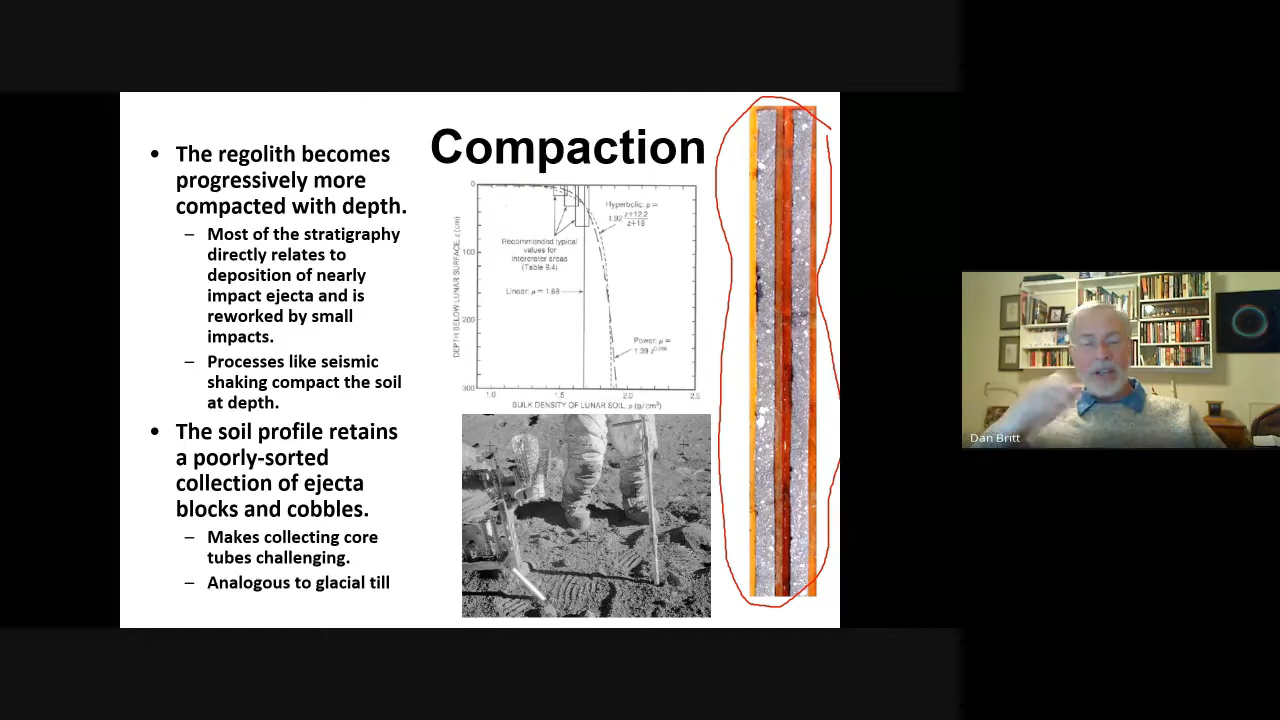 Compaction
• The regolith becomes
progressively more
compacted with depth.
– Most of the stratigraphy
directly relates to
deposition of nearly
impact ejecta and is
reworked by small
impacts.
– Processes like seismic
shaking compact the soil
at depth.
• The soil profile retains
a poorly-sorted
collection of ejecta
blocks and cobbles.
– Makes collecting core
tubes challenging.
– Analogous to glacial till
0
100
200
300
DEPTH BELOW LUNAR SURFACE, z (cm)
Hyperbolic: ρ =
1.92 z+12.2
z+18
Recommended typical
values for
intercrater areas
(Table 9.4)
Linear: ρ = 1.68
Power: ρ =
1.0
1.5
2.0
2.5
BULK DENSITY OF LUNAR SOIL, ρ (g/cm³)
Dan Britt